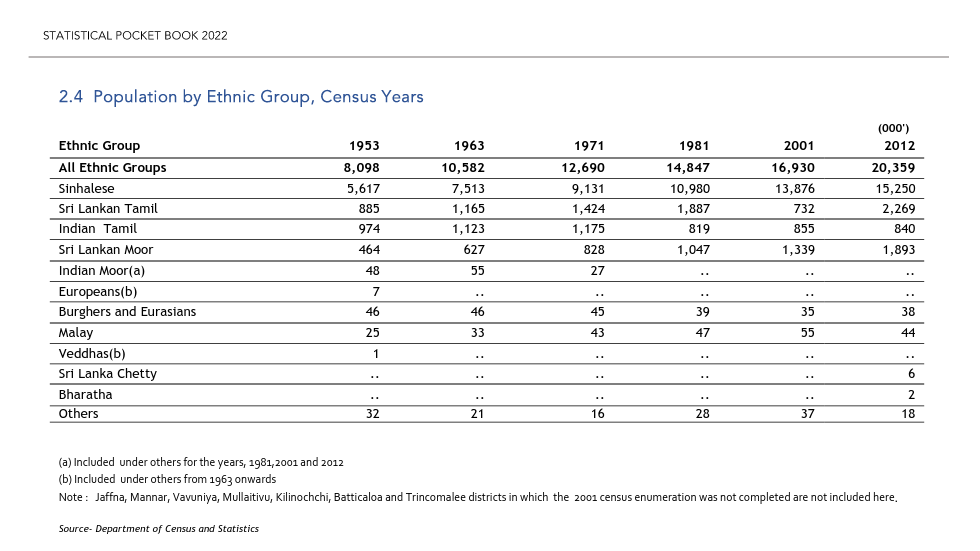 STATISTICAL POCKET BOOK 2022
2.4 Population by Ethnic Group, Census Years
(000')
Ethnic Group 1953 1963 1971 1981 2001 2012
All Ethnic Groups 8,098 10,582 12,690 14,847 16,930 20,359
Sinhalese 5,617 7,513 9,131 10,980 13,876 15,250
Sri Lankan Tamil 885 1,165 1,424 1,887 732 2,269
Indian Tamil 974 1,123 1,175 819 855 840
Sri Lankan Moor 464 627 828 1,047 1,339 1,893
Indian Moor(a) 48 55 27 .. .. ..
Europeans(b) 7 .. .. .. .. ..
Burghers and Eurasians 46 46 45 39 35 38
Malay 25 33 43 47 55 44
Veddhas(b) 1 .. .. .. .. ..
Sri Lanka Chetty .. .. .. .. .. 6
Bharatha .. .. .. .. .. 2
Others 32 21 16 28 37 18
(a) Included under others for the years, 1981,2001 and 2012
(b) Included under others from 1963 onwards
Note : Jaffna, Mannar, Vavuniya, Mullaitivu, Kilinochchi, Batticaloa and Trincomalee districts in which the 2001 census enumeration was not completed are not included here.
Source- Department of Census and Statistics